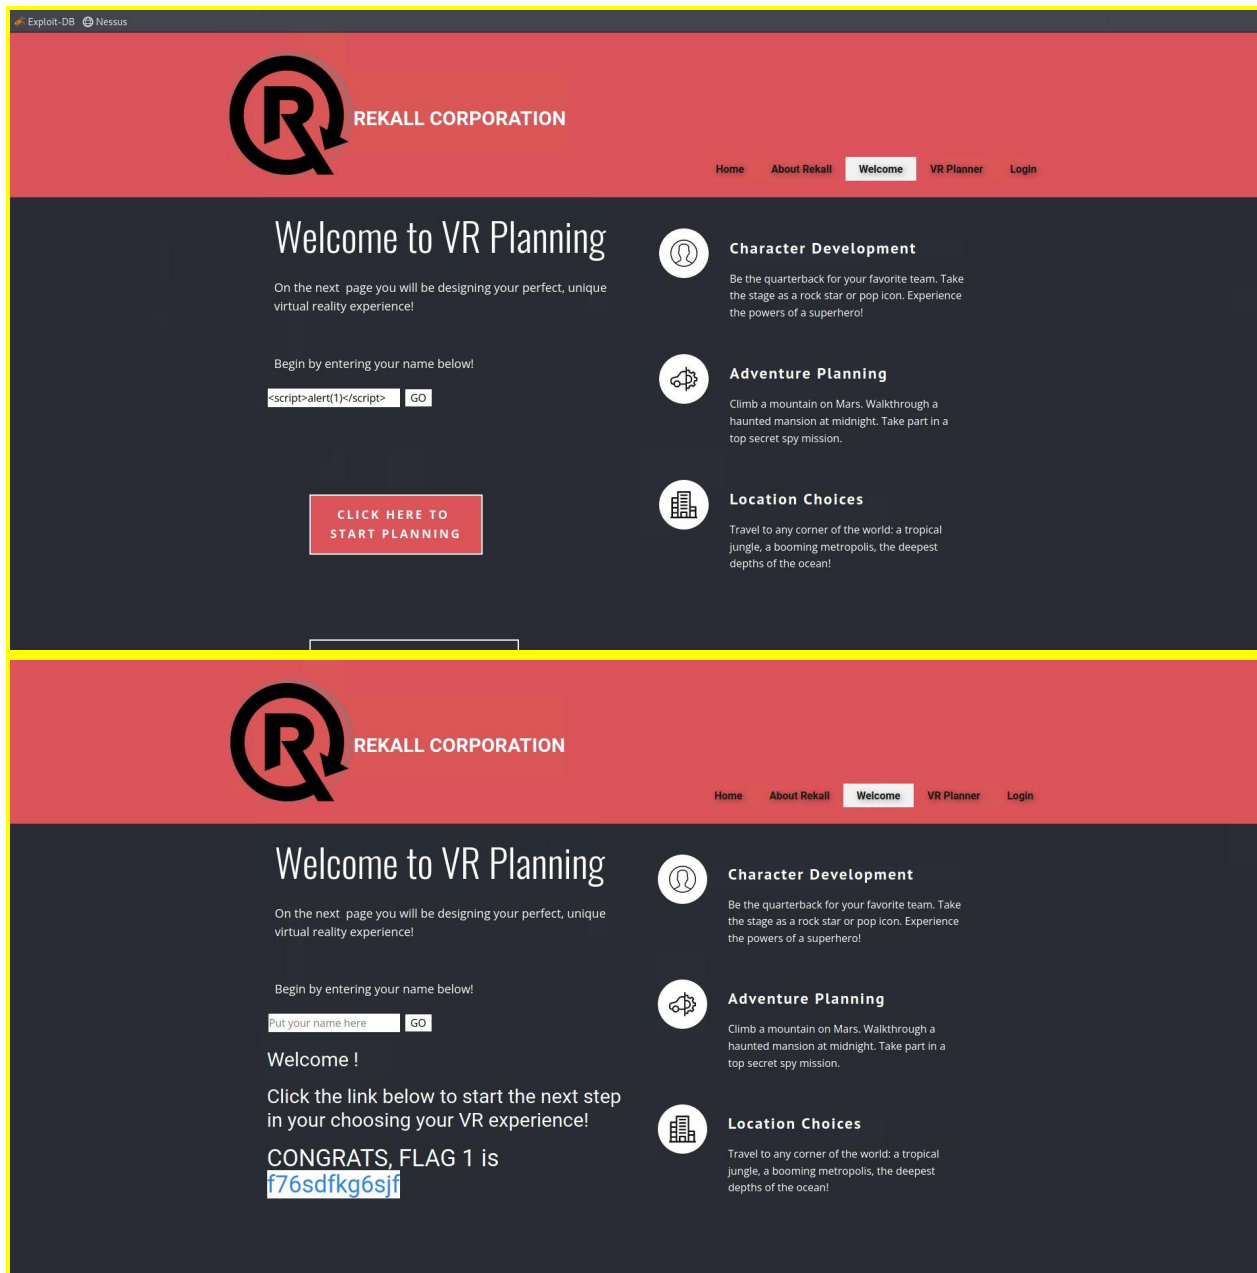 Exploit-DB Nessus
R
REKALL CORPORATION
Home About Rekall Welcome VR Planner Login
Welcome to VR Planning
On the next page you will be designing your perfect, unique
virtual reality experience!
Begin by entering your name below!
<script>alert(1)</script> GO
CLICK HERE TO
START PLANNING
Character Development
Be the quarterback for your favorite team. Take
the stage as a rock star or pop icon. Experience
the powers of a superhero!
Adventure Planning
Climb a mountain on Mars. Walkthrough a
haunted mansion at midnight. Take part in a
top secret spy mission.
Location Choices
Travel to any corner of the world: a tropical
jungle, a booming metropolis, the deepest
depths of the ocean!
R
REKALL CORPORATION
Home About Rekall Welcome VR Planner Login
Welcome to VR Planning
On the next page you will be designing your perfect, unique
virtual reality experience!
Begin by entering your name below!
Put your name here GO
Welcome !
Click the link below to start the next step
in your choosing your VR experience!
CONGRATS, FLAG 1 is
f76sdfkg6sjf
Character Development
Be the quarterback for your favorite team. Take
the stage as a rock star or pop icon. Experience
the powers of a superhero!
Adventure Planning
Climb a mountain on Mars. Walkthrough a
haunted mansion at midnight. Take part in a
top secret spy mission.
Location Choices
Travel to any corner of the world: a tropical
jungle, a booming metropolis, the deepest
depths of the ocean!